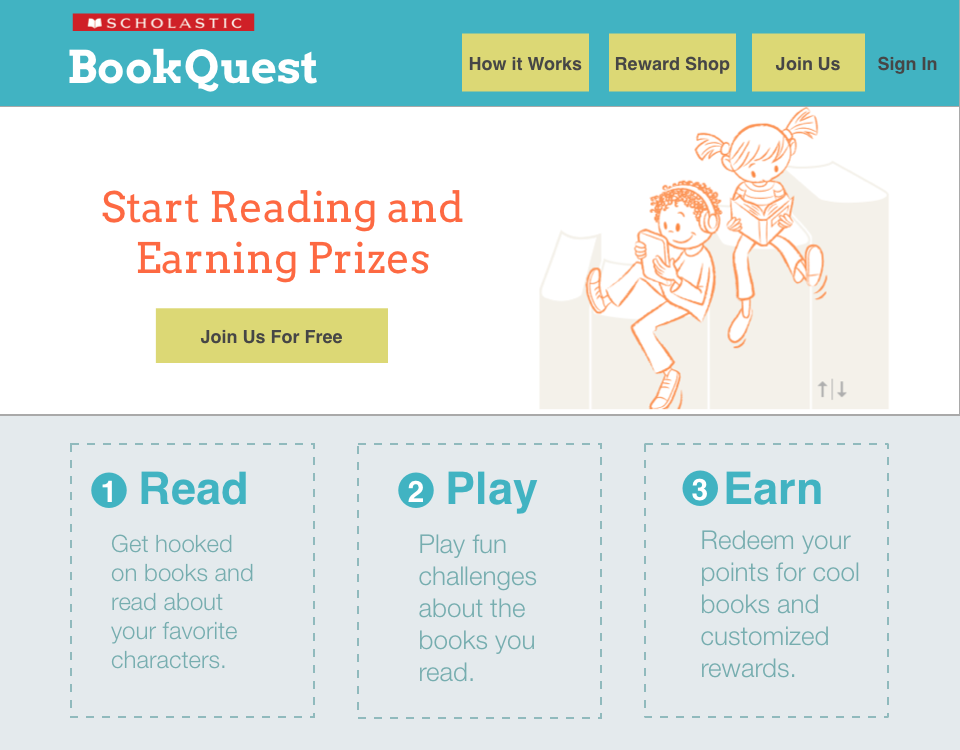 SCHOLASTIC
BookQuest
How it Works
Reward Shop
Join Us
Sign In
Start Reading and
Earning Prizes
Join Us For Free
1 Read
Get hooked
on books and
read about
your favorite
characters.
2 Play
Play fun
challenges
about the
books you
read.
3 Earn
Redeem your
points for cool
books and
customized
rewards.